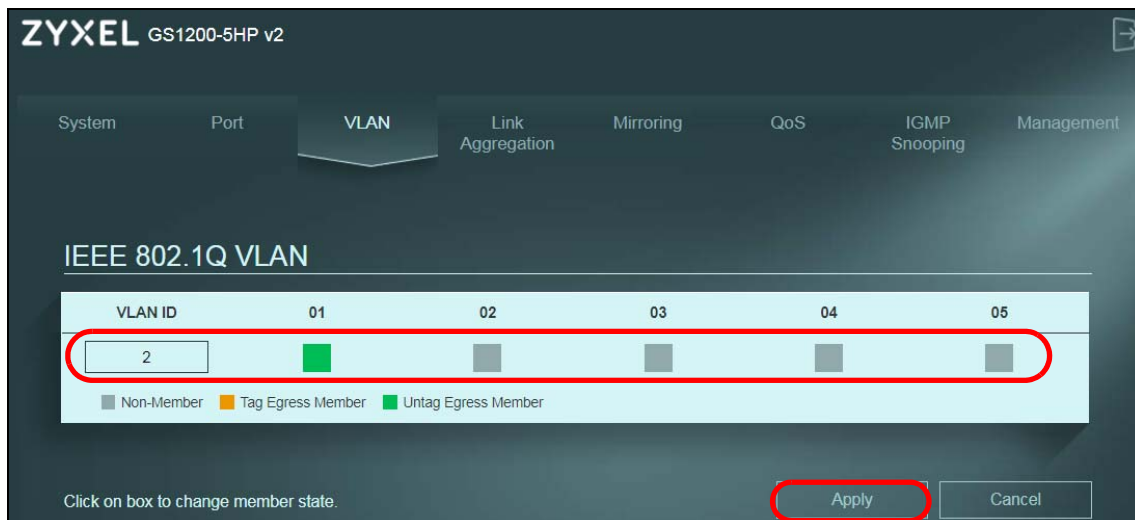 ZYXEL GS1200-5HP v2
System Port VLAN Link Aggregation Mirroring QoS IGMP Snooping Management
IEEE 802.1Q VLAN
VLAN ID 01 02 03 04 05
2
Non-Member Tag Egress Member Untag Egress Member
Click on box to change member state. Apply Cancel